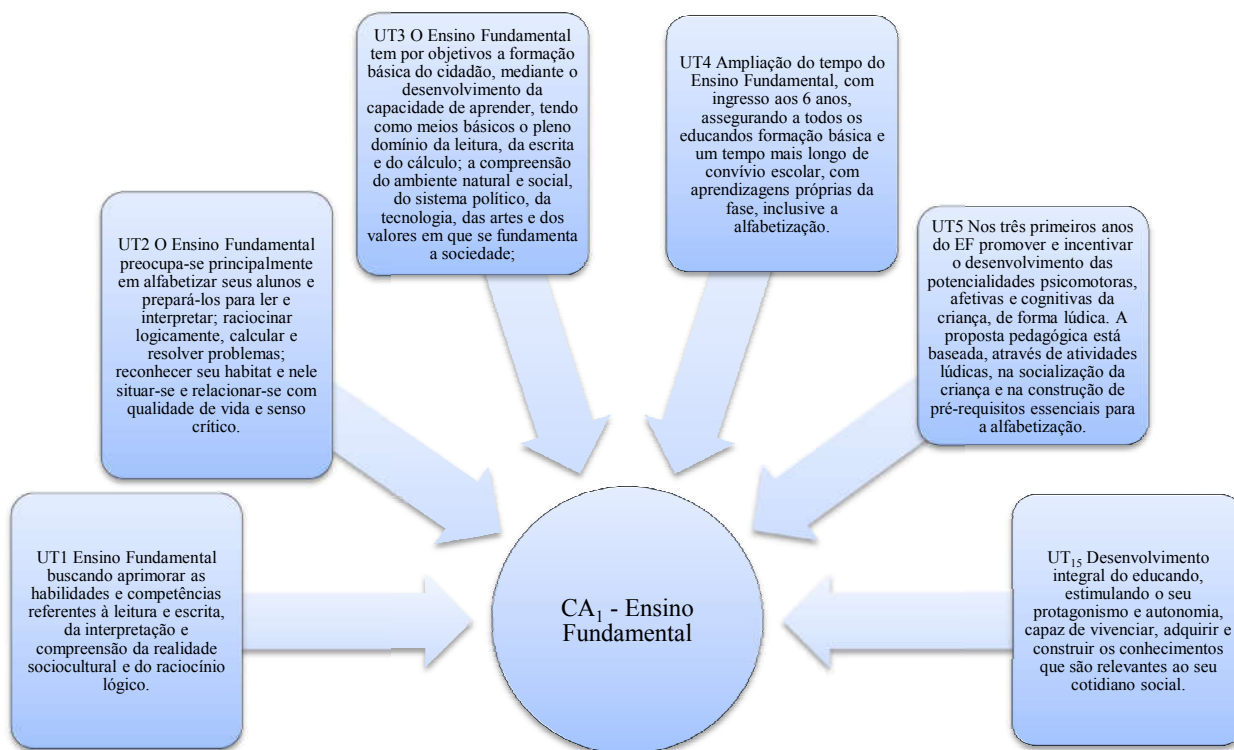 UT1 Ensino Fundamental
buscando aprimorar as
habilidades e competências
referentes à leitura e escrita,
da interpretação e
compreensão da realidade
sociocultural e do raciocínio
lógico.
UT2 O Ensino Fundamental
preocupa-se principalmente
em alfabetizar seus alunos e
prepará-los para ler e
interpretar; raciocinar
logicamente, calcular e
resolver problemas;
reconhecer seu habitat e nele
situar-se e relacionar-se com
qualidade de vida e senso
crítico.
UT3 O Ensino Fundamental
tem por objetivos a formação
básica do cidadão, mediante o
desenvolvimento da
capacidade de aprender, tendo
como meios básicos o pleno
domínio da leitura, da escrita
e do cálculo; a compreensão
do ambiente natural e social,
do sistema político, da
tecnologia, das artes e dos
valores em que se fundamenta
a sociedade;
UT4 Ampliação do tempo do
Ensino Fundamental, com
ingresso aos 6 anos,
assegurando a todos os
educandos formação básica e
um tempo mais longo de
convívio escolar, com
aprendizagens próprias da
fase, inclusive a
alfabetização.
UT5 Nos três primeiros anos
do EF promover e incentivar
o desenvolvimento das
potencialidades psicomotoras,
afetivas e cognitivas da
criança, de forma lúdica. A
proposta pedagógica está
baseada, através de atividades
lúdicas, na socialização da
criança e na construção de
pré-requisitos essenciais para
a alfabetização.
UT₁₅ Desenvolvimento
integral do educando,
estimulando o seu
protagonismo e autonomia,
capaz de vivenciar, adquirir e
construir os conhecimentos
que são relevantes ao seu
cotidiano social.
CA₁ - Ensino
Fundamental